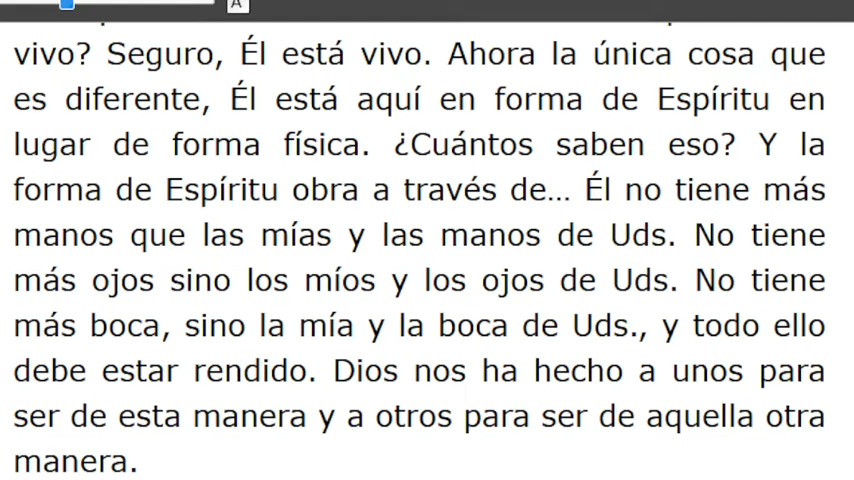 A
vivo? Seguro, Él está vivo. Ahora la única cosa que
es diferente, Él está aquí en forma de Espíritu en
lugar de forma física. ¿Cuántos saben eso? Y la
forma de Espíritu obra a través de... Él no tiene más
manos que las mías y las manos de Uds. No tiene
más ojos sino los míos y los ojos de Uds. No tiene
más boca, sino la mía y la boca de Uds., y todo ello
debe estar rendido. Dios nos ha hecho a unos para
ser de esta manera y a otros para ser de aquella otra
manera.